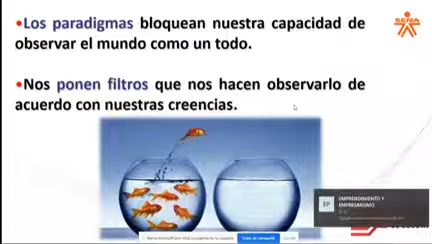 •Los paradigmas bloquean nuestra capacidad de
observar el mundo como un todo.
•Nos ponen filtros que nos hacen observarlo de
acuerdo con nuestras creencias.
SENA
EP
EMPRENDIMIENTO Y
EMPRESARISMO